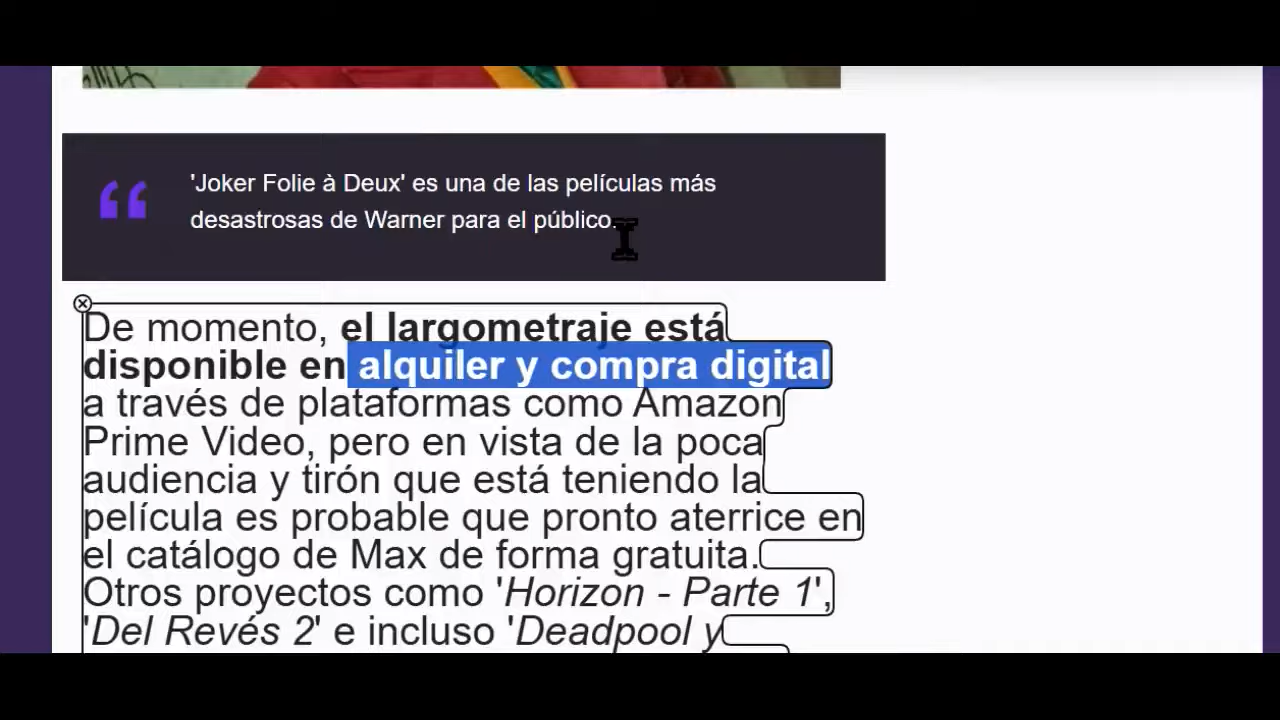 'Joker Folie à Deux' es una de las películas más
desastrosas de Warner para el público.
De momento, el largometraje está
disponible en alquiler y compra digital
a través de plataformas como Amazon
Prime Video, pero en vista de la poca
audiencia y tirón que está teniendo la
película es probable que pronto aterrice en
el catálogo de Max de forma gratuita.
Otros proyectos como 'Horizon - Parte 1',
'Del Revés 2' e incluso 'Deadpool y